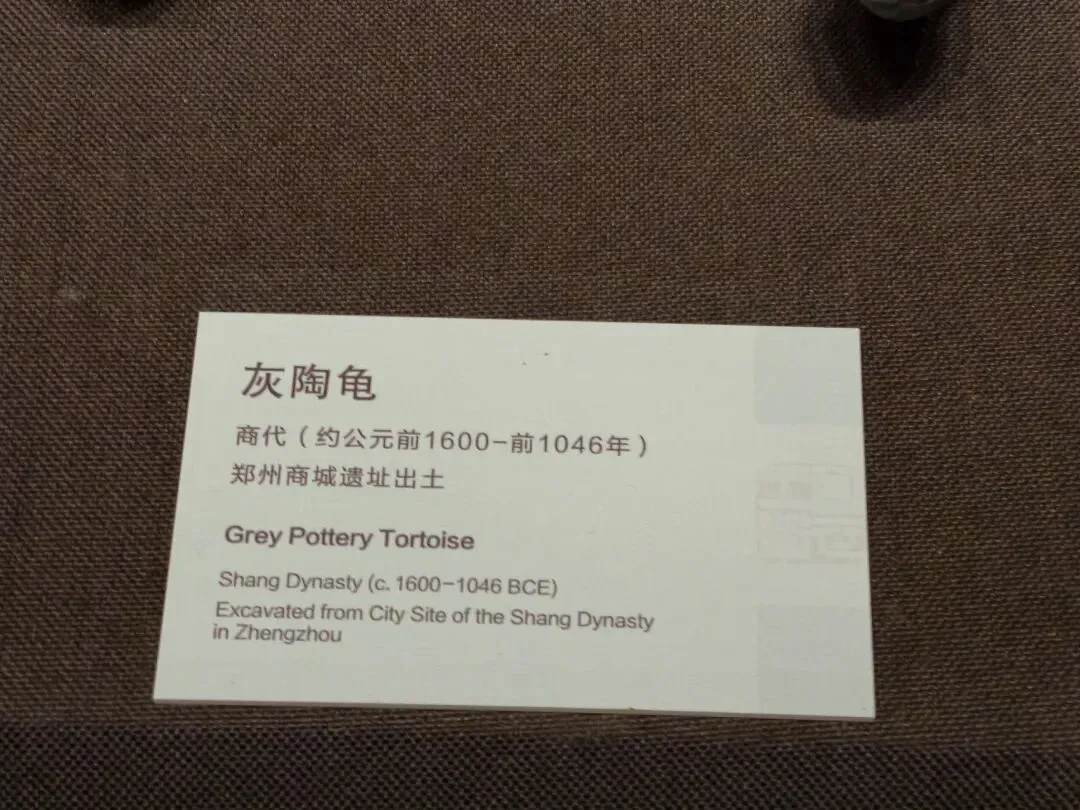 灰陶龟
商代（约公元前1600-前1046年）
郑州商城遗址出土
Grey Pottery Tortoise
Shang Dynasty (c. 1600-1046 BCE)
Excavated from City Site of the Shang Dynasty
in Zhengzhou